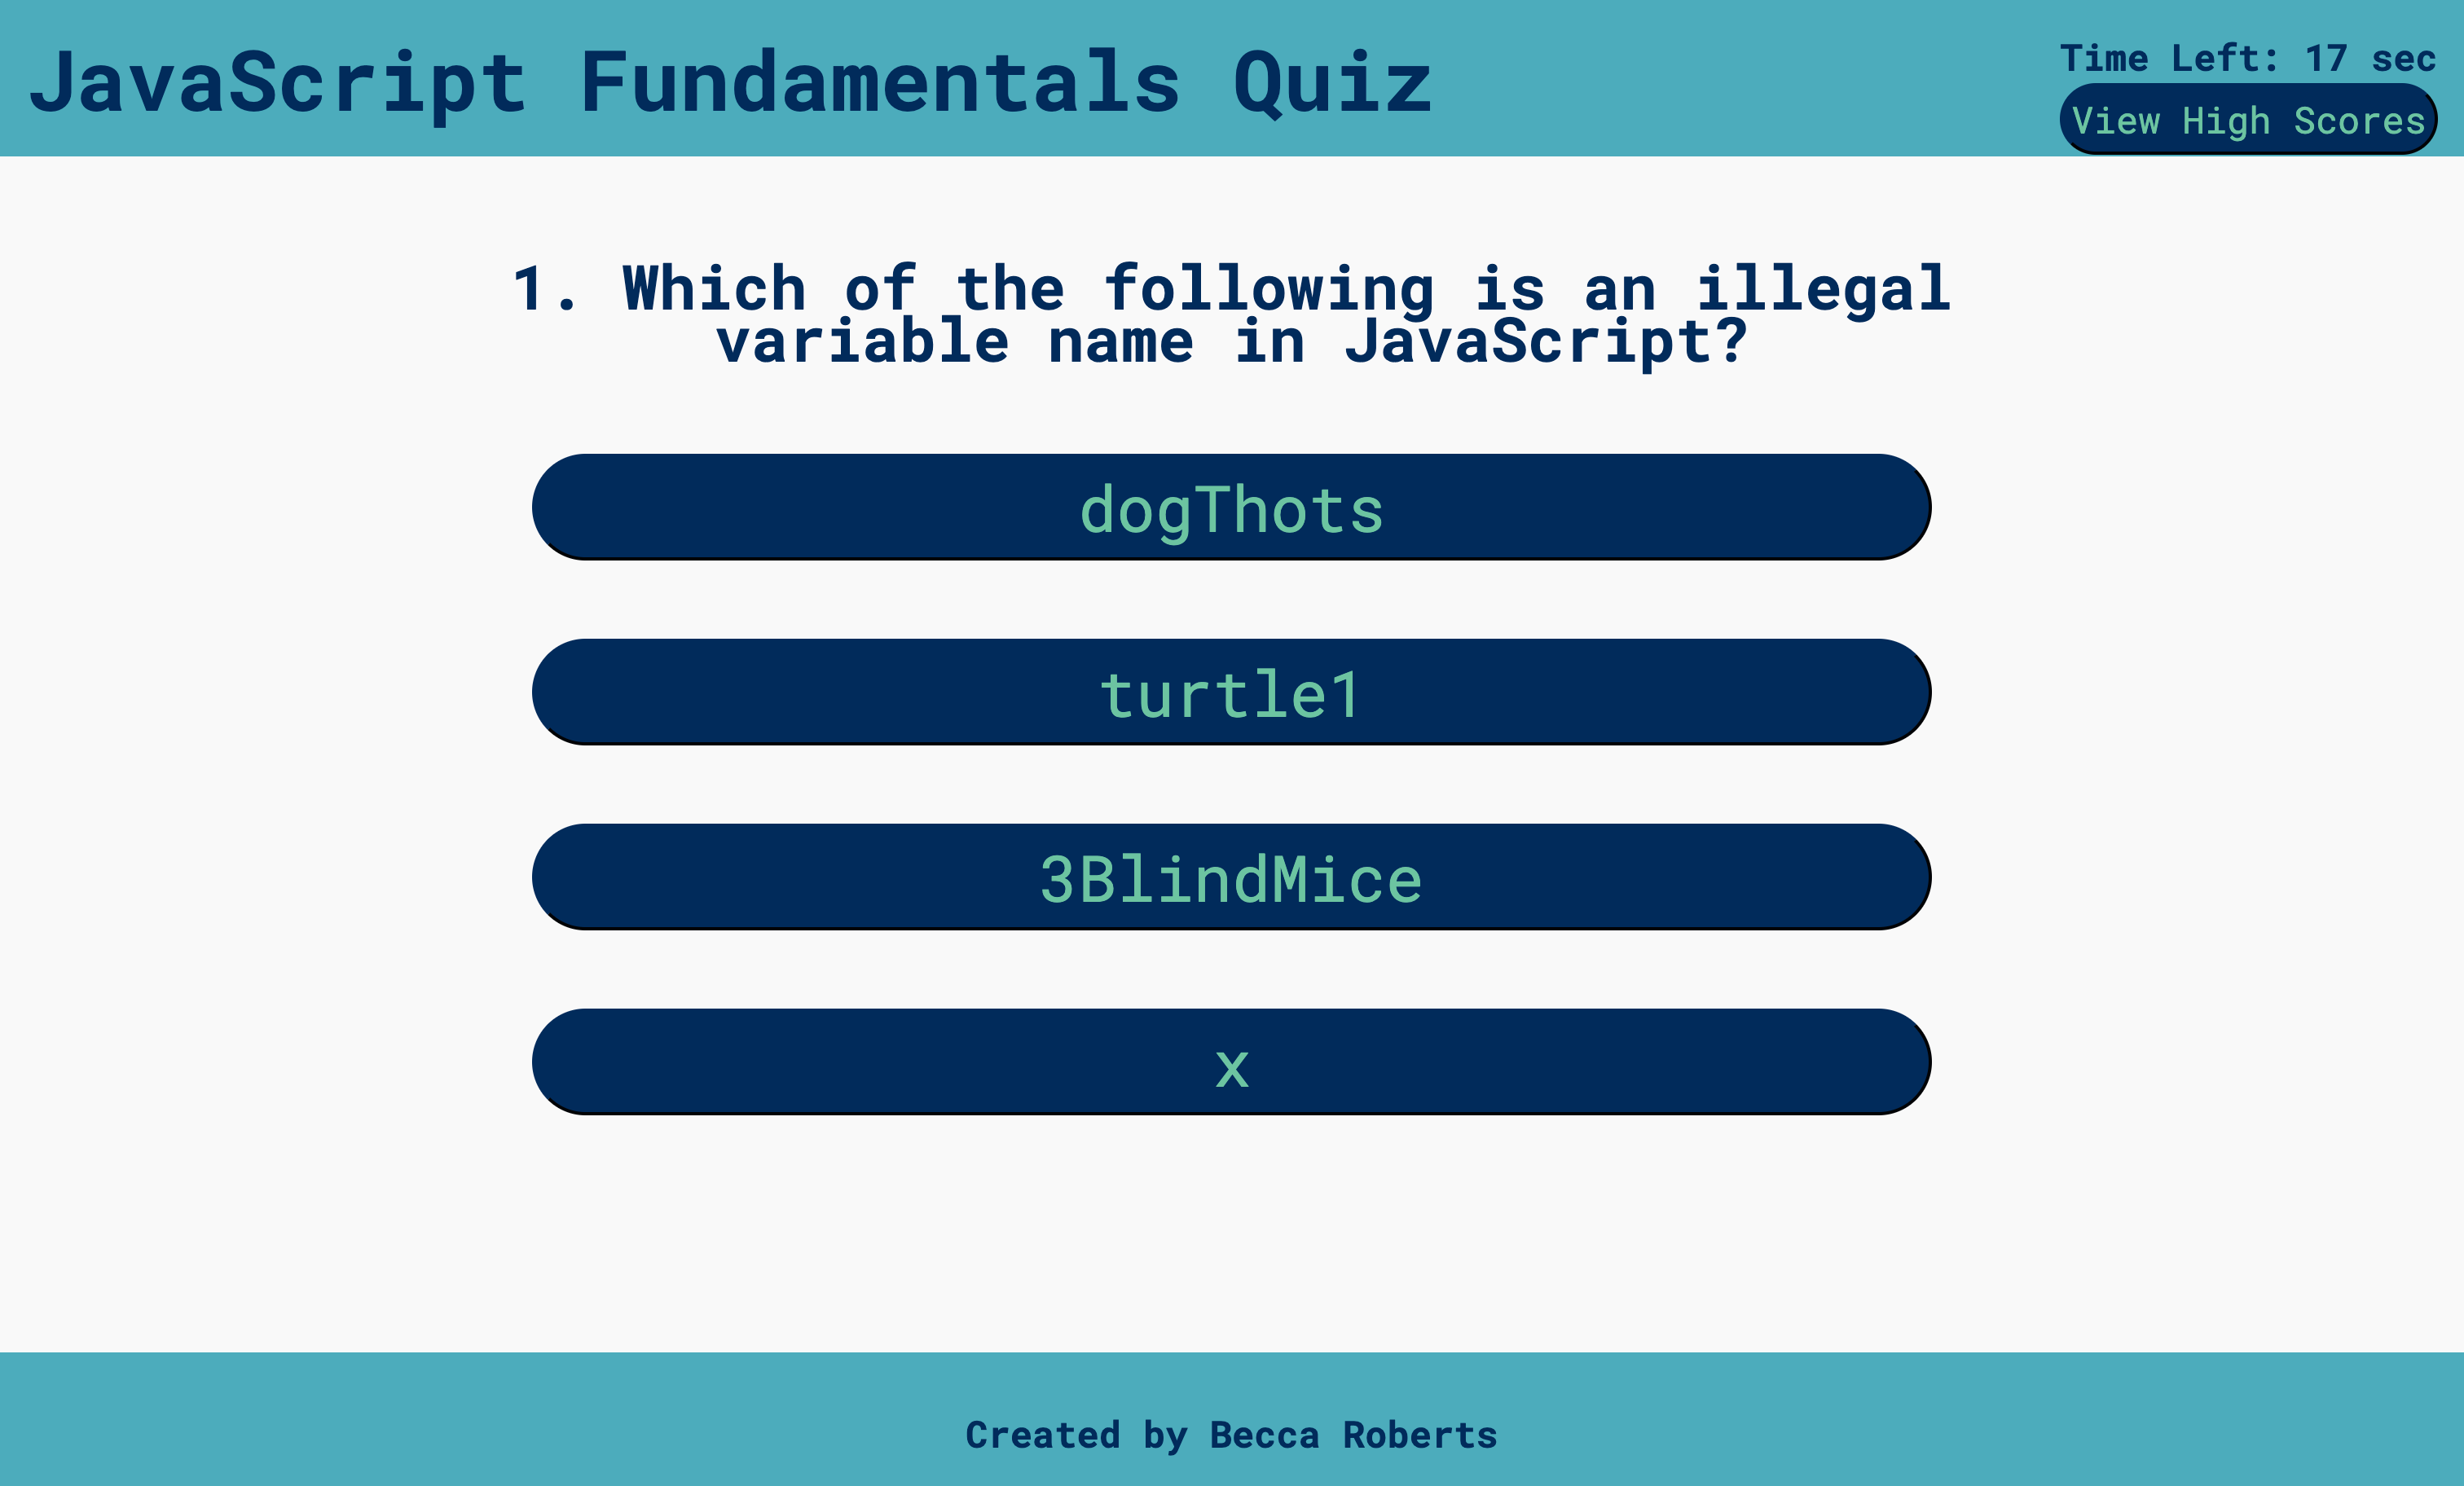 JavaScript Fundamentals Quiz
Time Left: 17 sec
View High Scores
1. Which of the following is an illegal
variable name in JavaScript?
dogThots
turtle1
3BlindMice
x
Created by Becca Roberts